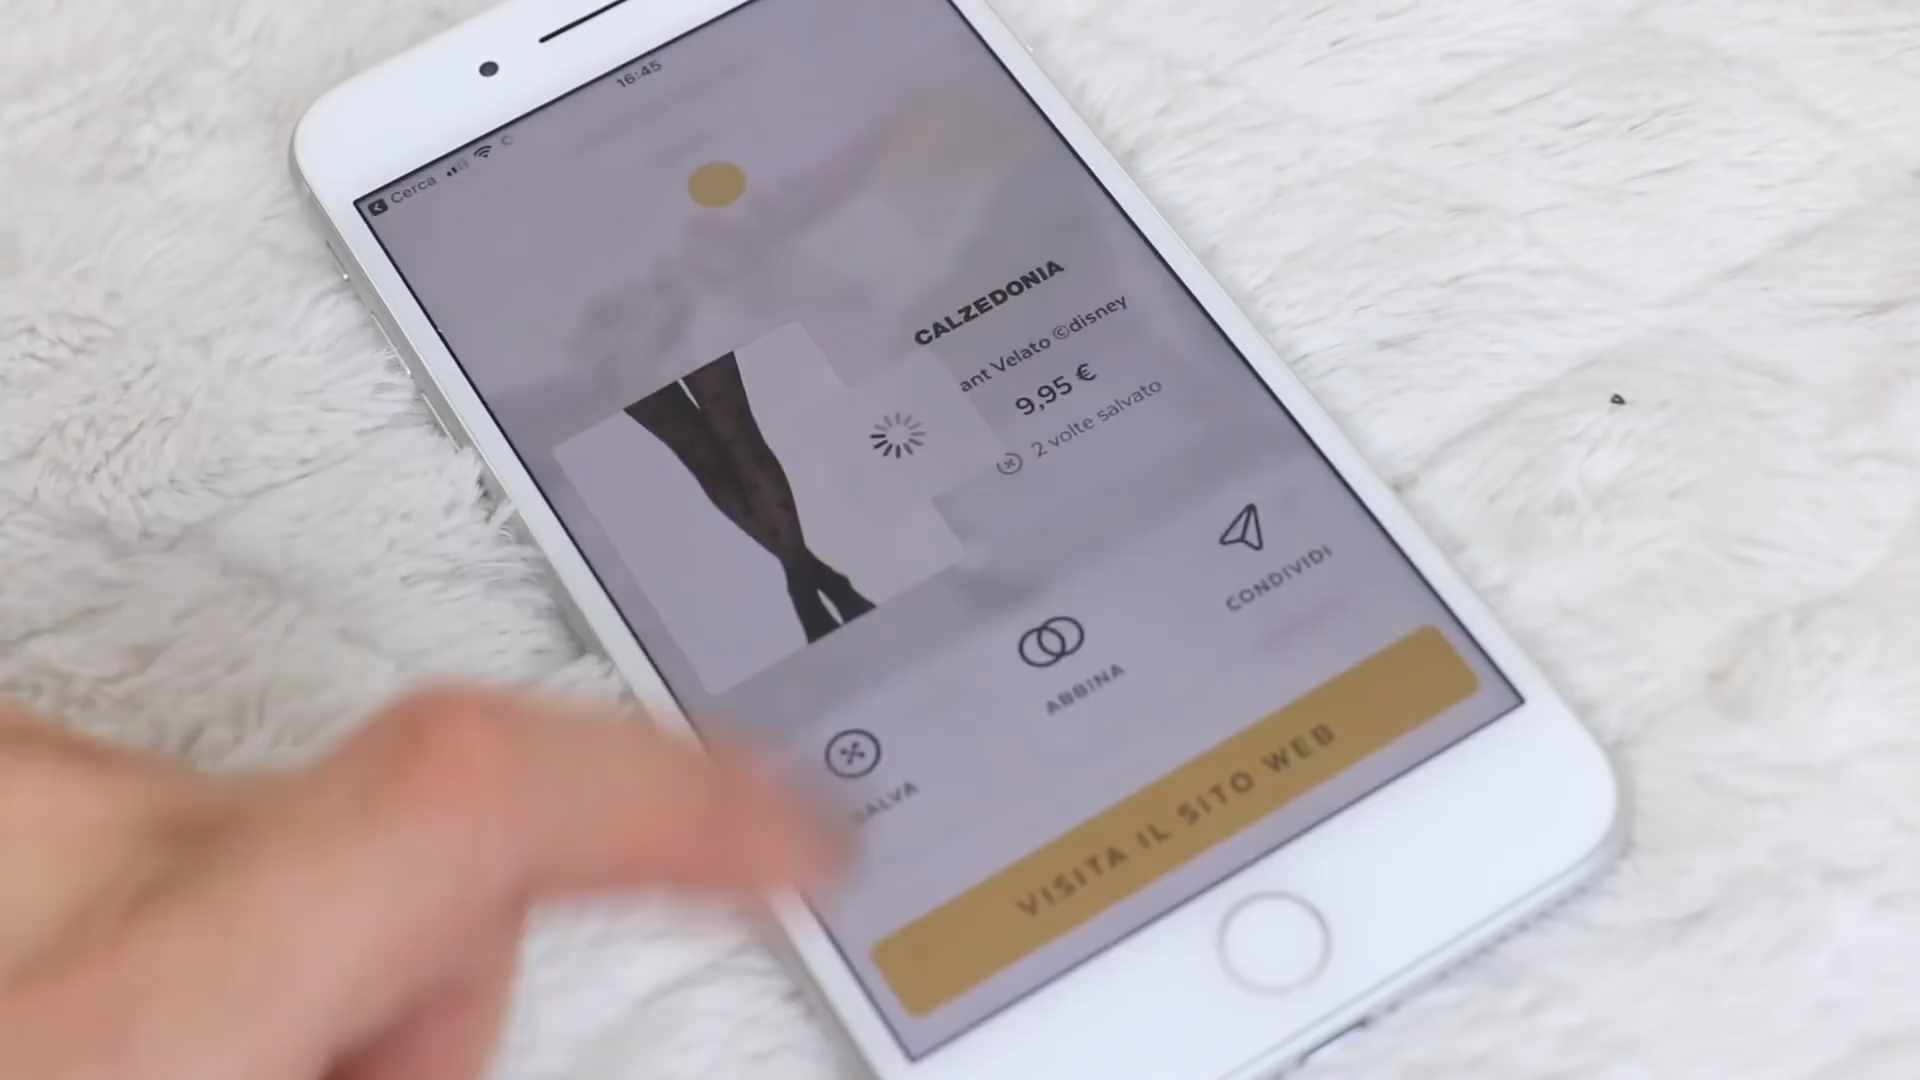 Cerca
16:45
CALZEDONIA
ant Velato ©disney
9,95 €
2 volte salvato
SALVA
ABBINA
CONDIVIDI
VISITA IL SITO WEB